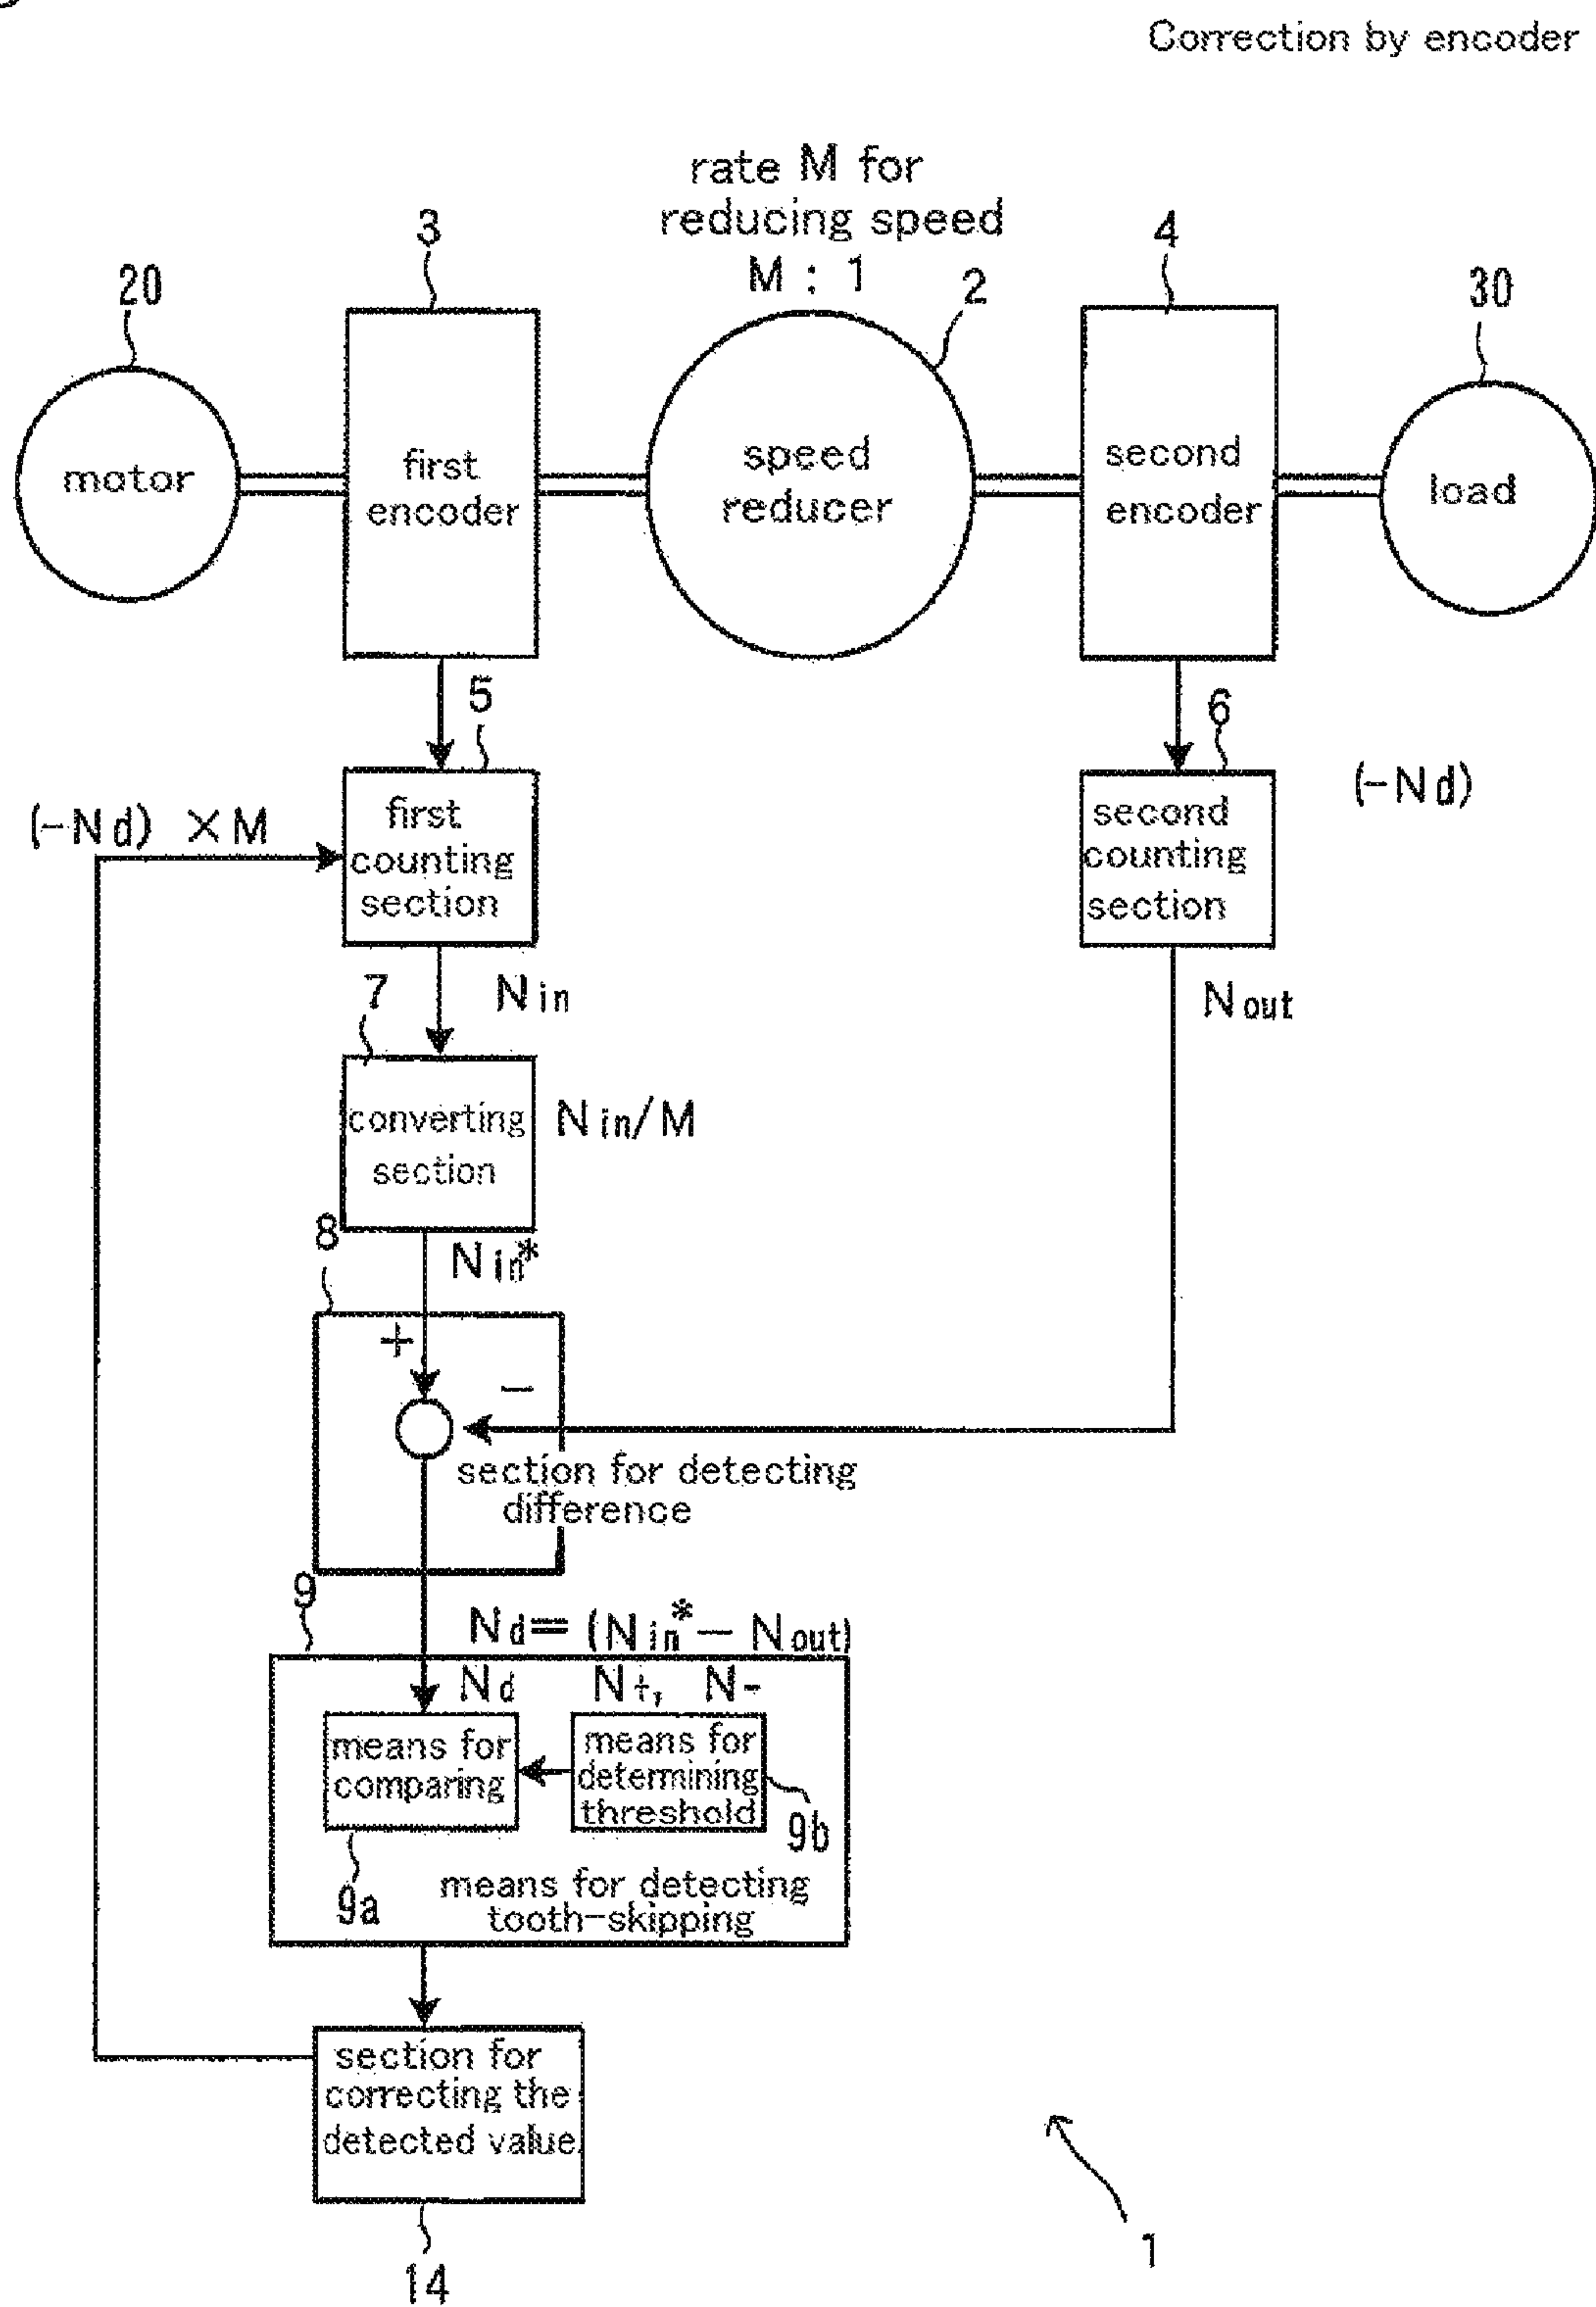 Correction by encoder
rate M for
reducing speed
M : 1
3
4
20
2
30
motor
first
encoder
speed
reducer
second
encoder
load
5
6
(-Nd) ×M
first
counting
section
second
counting
section
(-Nd)
Nin
Nout
7
converting
section
Nin/M
8
Nin*
+
-
section for detecting
difference
9
Nd=(Nin*-Nout)
Nd
N+, N-
means for
comparing
means for
determining
threshold
9a
9b
means for detecting
tooth-skipping
section for
correcting the
detected value
14
1